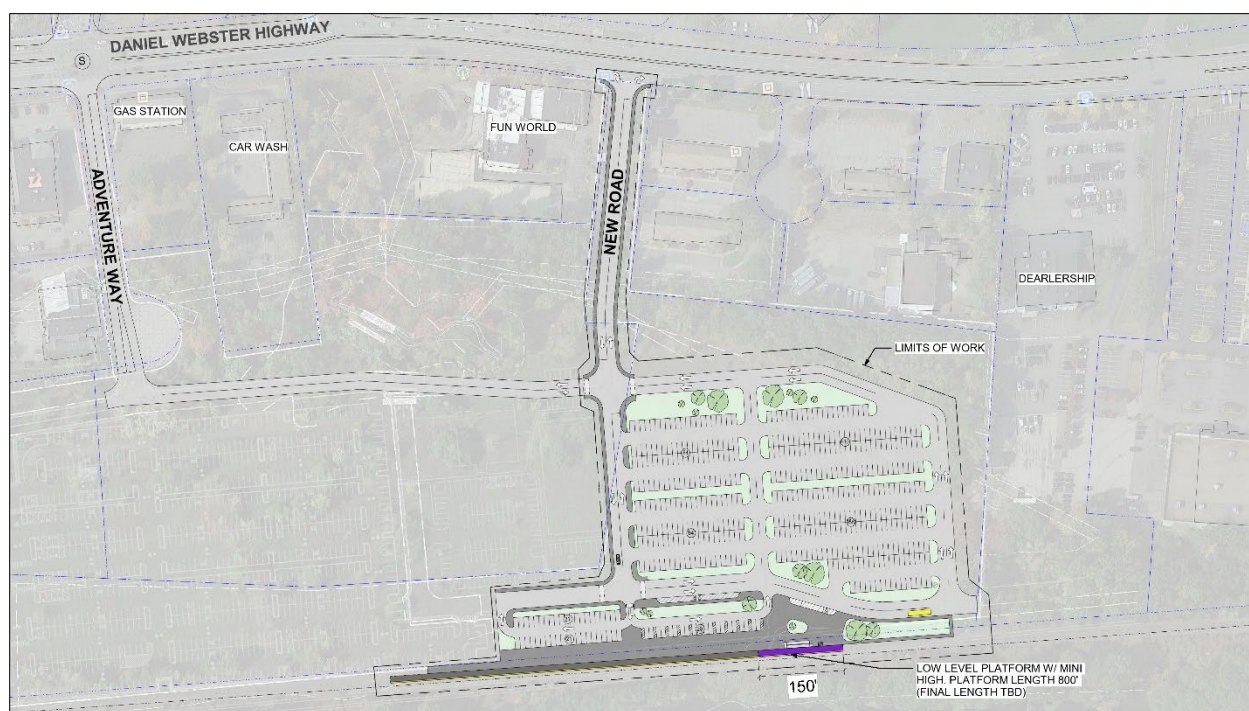 DANIEL WEBSTER HIGHWAY
S
GAS STATION
CAR WASH
FUN WORLD
ADVENTURE WAY
NEW ROAD
DEARLERSHIP
LIMITS OF WORK
LOW LEVEL PLATFORM W/ MINI
HIGH. PLATFORM LENGTH 800'
(FINAL LENGTH TBD)
150'